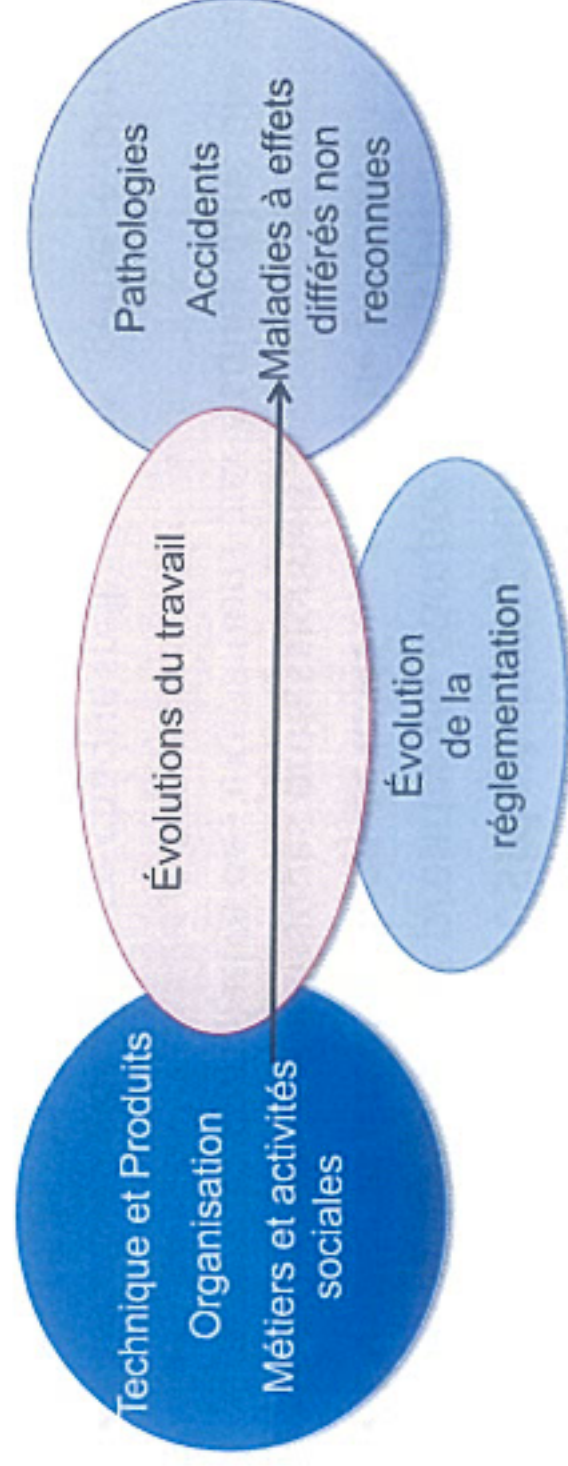 Technique et Produits
Organisation
Métiers et activités
sociales
Évolutions du travail
Évolution
de la
réglementation
Pathologies
Accidents
Maladies à effets
différés non
reconnues